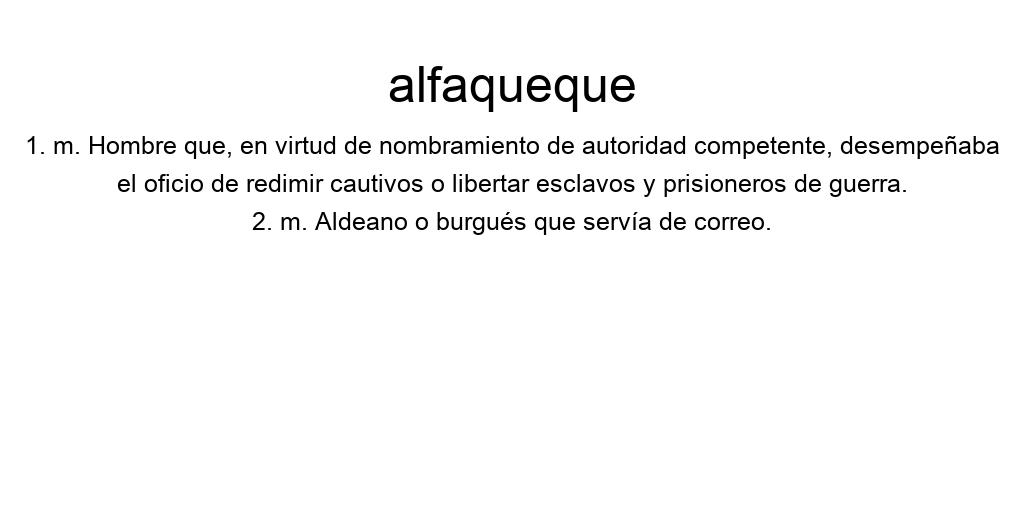 alfaqueque
1. m. Hombre que, en virtud de nombramiento de autoridad competente, desempeñaba
el oficio de redimir cautivos o libertar esclavos y prisioneros de guerra.
2. m. Aldeano o burgués que servía de correo.